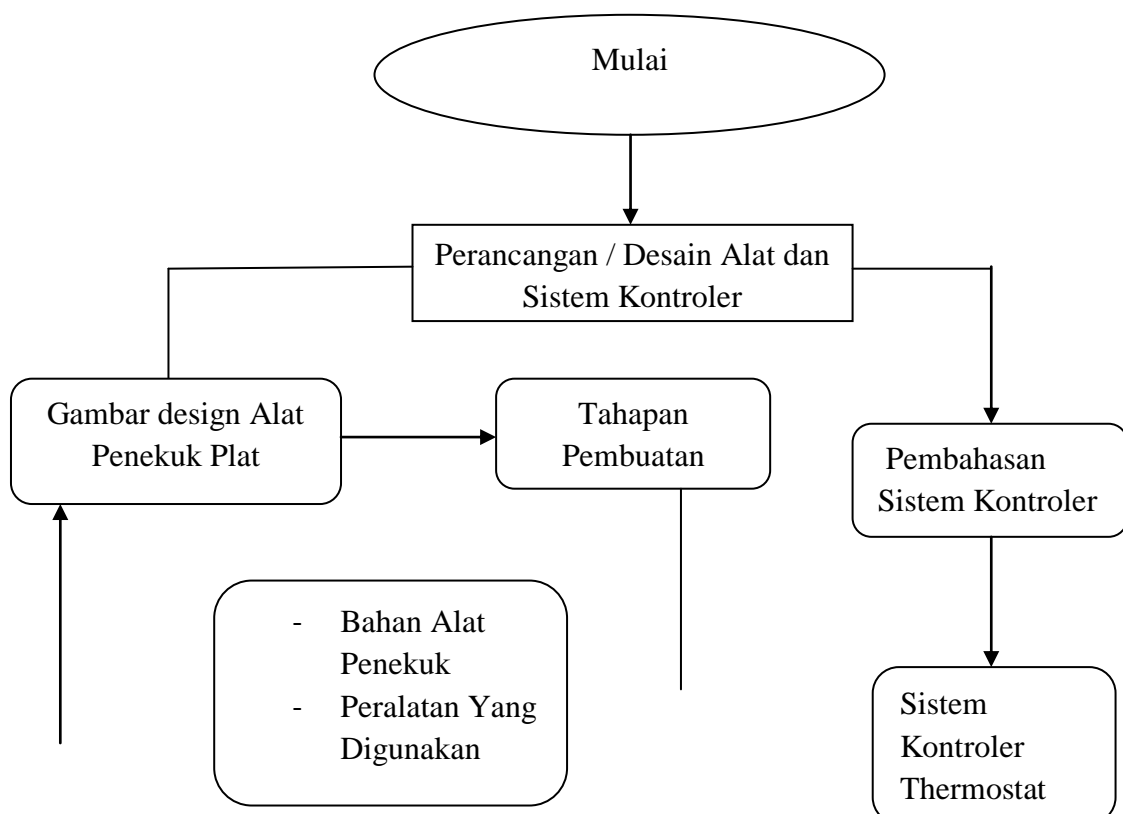 Mulai
Perancangan / Desain Alat dan
Sistem Kontroler
Gambar design Alat
Penekuk Plat
Tahapan
Pembuatan
Pembahasan
Sistem Kontroler
- Bahan Alat
Penekuk
- Peralatan Yang
Digunakan
Sistem
Kontroler
Thermostat